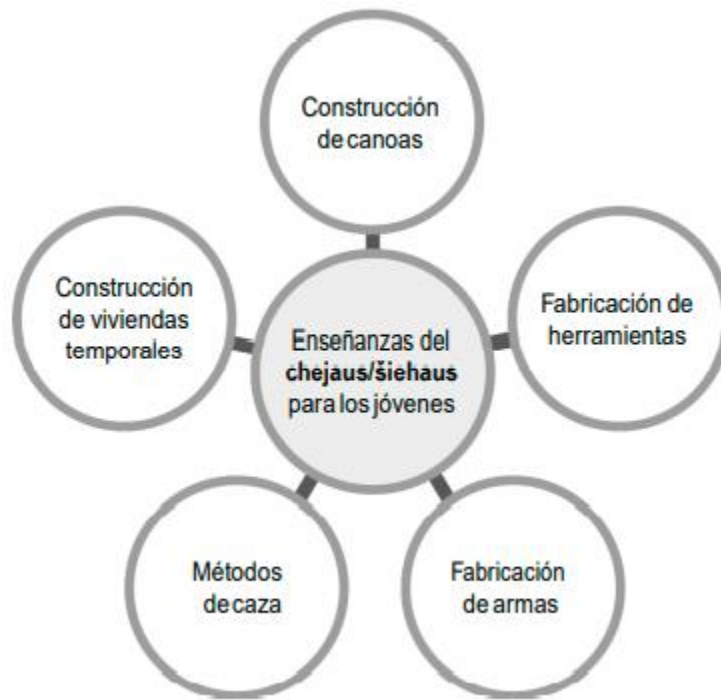 Construcción
de canoas
Construcción
de viviendas
temporales
Enseñanzas del
chejaus/šiehaus
para los jóvenes
Fabricación de
herramientas
Métodos
de caza
Fabricación
de armas